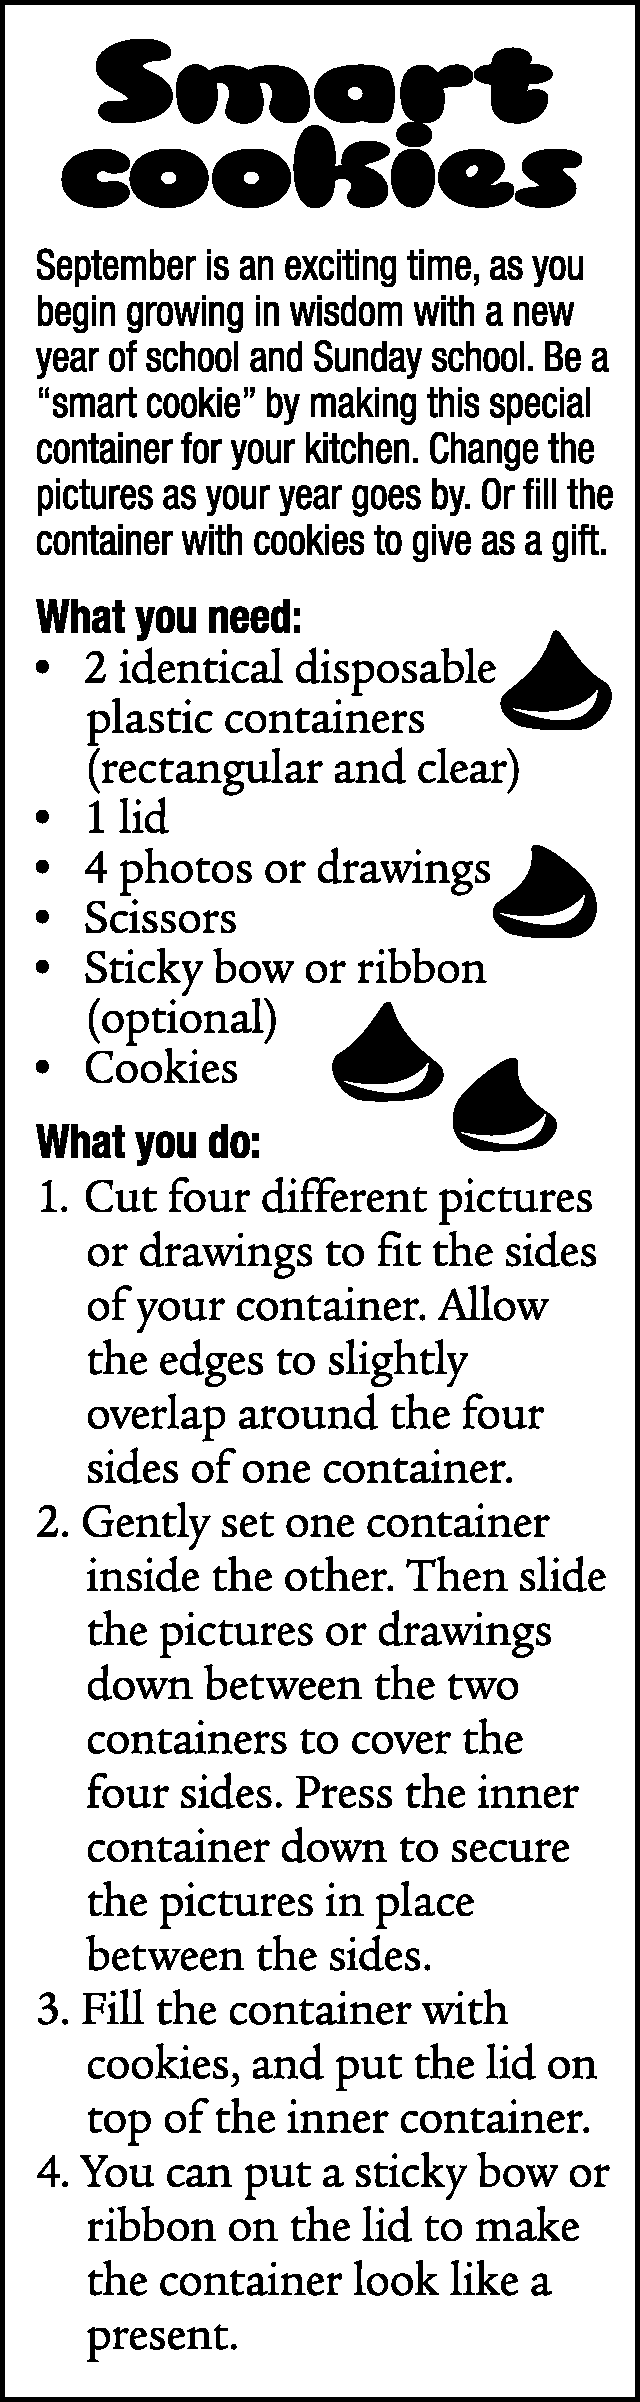 Smart
cookies
September is an exciting time, as you
begin growing in wisdom with a new
year of school and Sunday school. Be a
“smart cookie” by making this special
container for your kitchen. Change the
pictures as your year goes by. Or fill the
container with cookies to give as a gift.
What you need:
• 2 identical disposable
plastic containers
(rectangular and clear)
• 1 lid
• 4 photos or drawings
• Scissors
• Sticky bow or ribbon
(optional)
• Cookies
What you do:
1. Cut four different pictures
or drawings to fit the sides
of your container. Allow
the edges to slightly
overlap around the four
sides of one container.
2. Gently set one container
inside the other. Then slide
the pictures or drawings
down between the two
containers to cover the
four sides. Press the inner
container down to secure
the pictures in place
between the sides.
3. Fill the container with
cookies, and put the lid on
top of the inner container.
4. You can put a sticky bow or
ribbon on the lid to make
the container look like a
present.